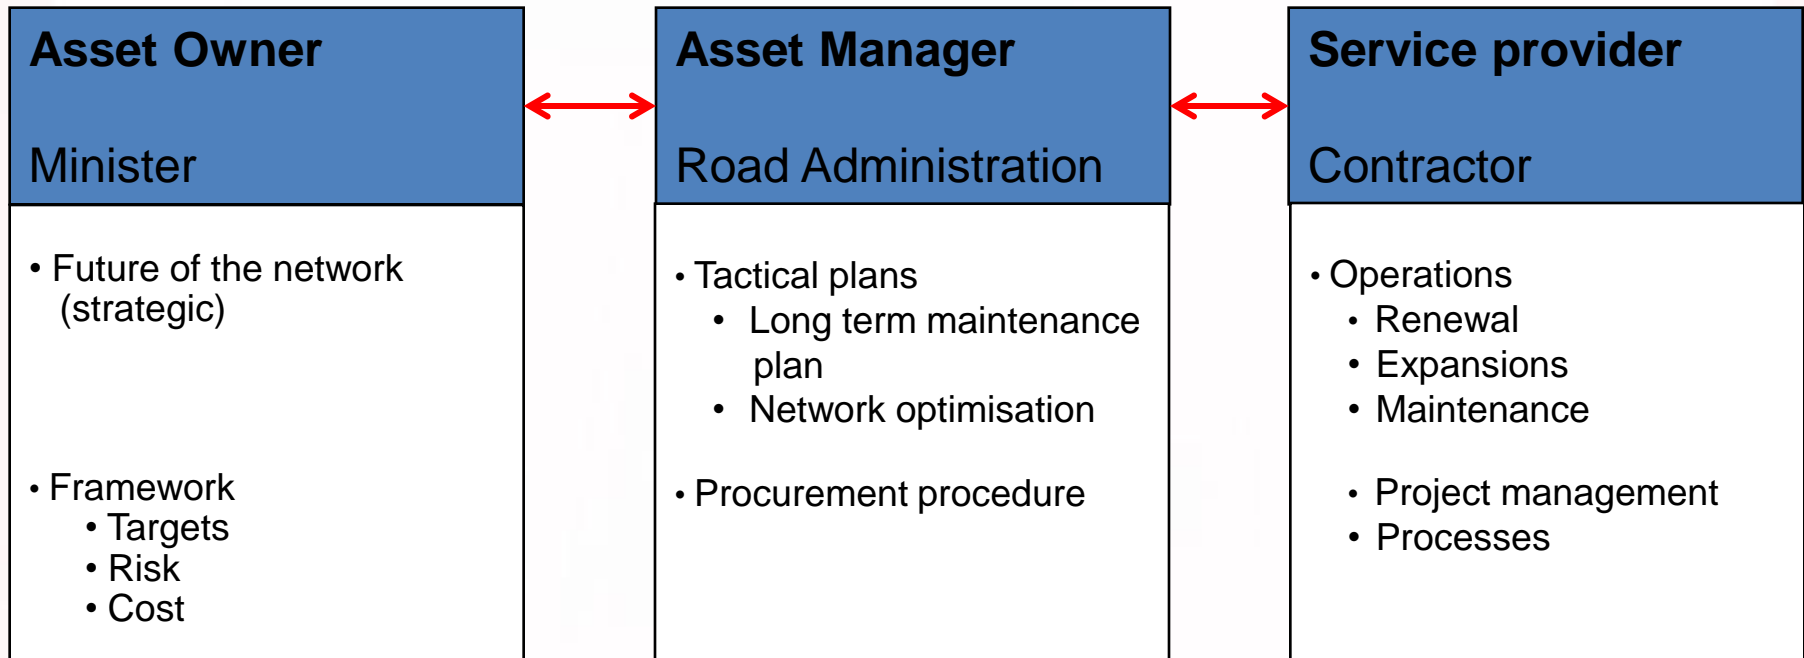 Asset Owner
Minister
• Future of the network
(strategic)
• Framework
• Targets
• Risk
• Cost
Asset Manager
Road Administration
• Tactical plans
• Long term maintenance
plan
• Network optimisation
• Procurement procedure
Service provider
Contractor
• Operations
• Renewal
• Expansions
• Maintenance
• Project management
• Processes